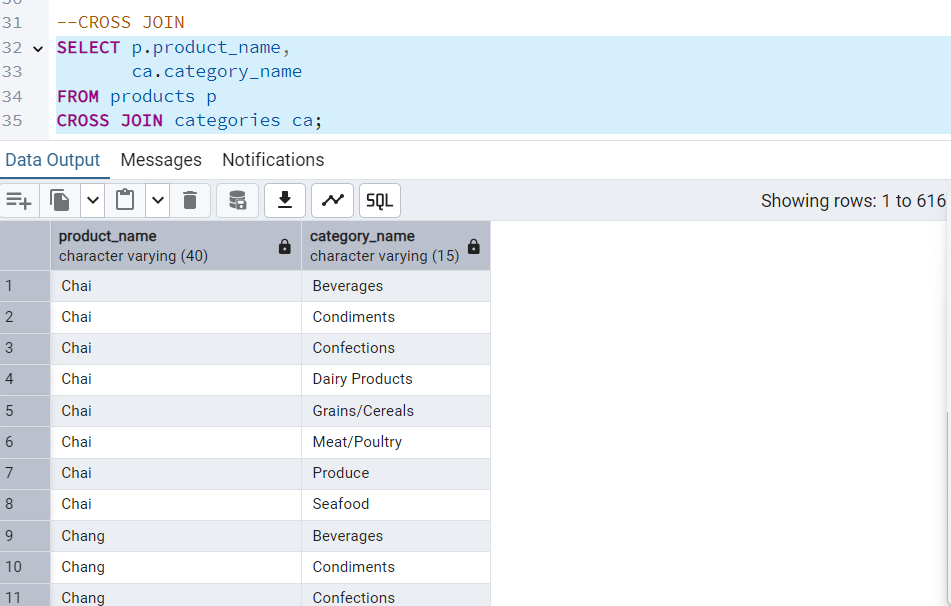 31 --CROSS JOIN
32 SELECT p.product_name,
33 ca.category_name
34 FROM products p
35 CROSS JOIN categories ca;
Data Output Messages Notifications
SQL Showing rows: 1 to 616
product_name category_name
character varying (40) character varying (15)
1 Chai Beverages
2 Chai Condiments
3 Chai Confections
4 Chai Dairy Products
5 Chai Grains/Cereals
6 Chai Meat/Poultry
7 Chai Produce
8 Chai Seafood
9 Chang Beverages
10 Chang Condiments
11 Chang Confections